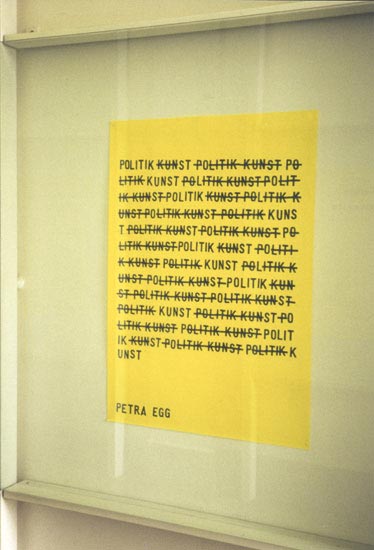 POLITIK KUNST POLITIK KUNST PO
LITIK KUNST POLITIK KUNST POLIT
IK KUNST POLITIK KUNST POLITIK K
UNST POLITIK KUNST POLITIK KUNS
T POLITIK KUNST POLITIK KUNST PO
LITIK KUNST POLITIK KUNST POLITI
K KUNST POLITIK KUNST POLITIK K
UNST POLITIK KUNST POLITIK KUN
ST POLITIK KUNST POLITIK KUNST
POLITIK KUNST POLITIK KUNST PO
LITIK KUNST POLITIK KUNST POLIT
IK KUNST POLITIK KUNST POLITIK K
UNST
PETRA EGG